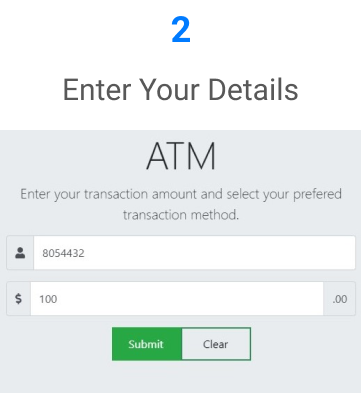 2
Enter Your Details
ATM
Enter your transaction amount and select your prefered
transaction method.
8054432
$ 100 .00
Submit Clear